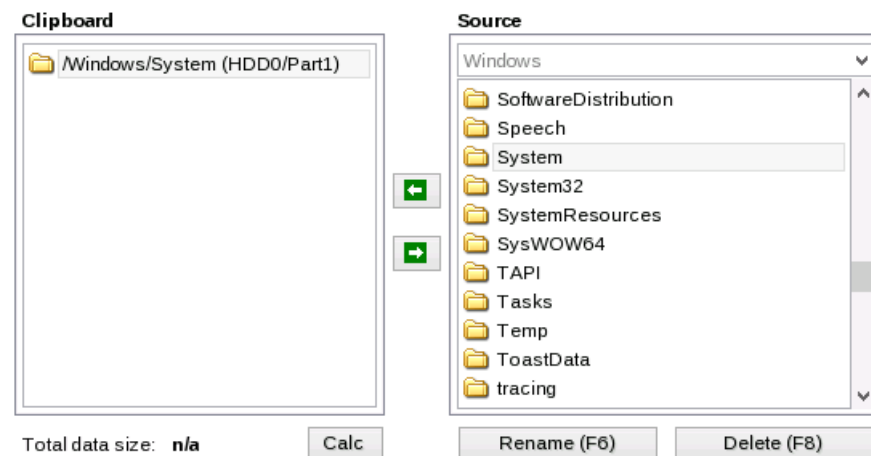 Clipboard
/Windows/System (HDD0/Part1)
Total data size: n/a
Calc
Source
Windows
SoftwareDistribution
Speech
System
System32
SystemResources
SysWOW64
TAPI
Tasks
Temp
ToastData
tracing
Rename (F6)
Delete (F8)